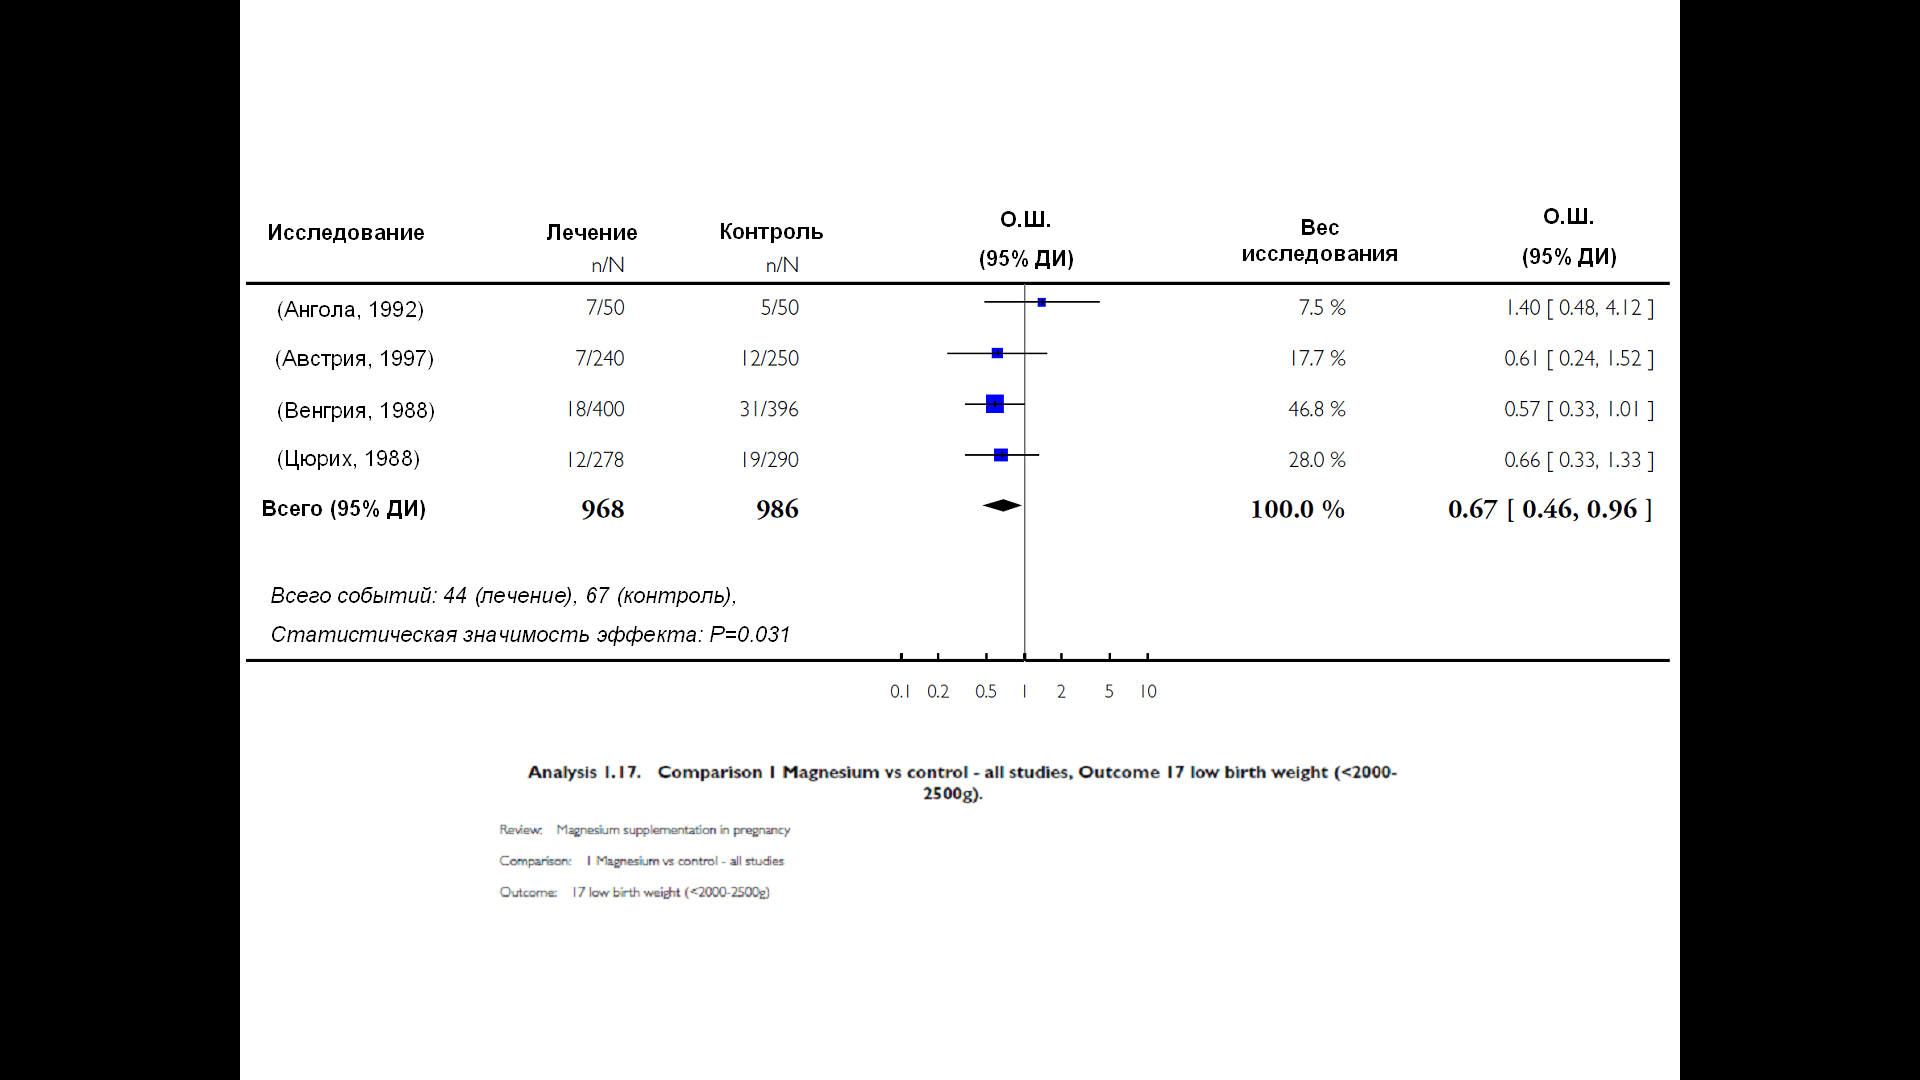 Исследование Лечение Контроль О.Ш. Вес исследования О.Ш.
n/N n/N (95% ДИ) (95% ДИ)
(Ангола, 1992) 7/50 5/50 7.5 % 1.40 [ 0.48, 4.12 ]
(Австрия, 1997) 7/240 12/250 17.7 % 0.61 [ 0.24, 1.52 ]
(Венгрия, 1988) 18/400 31/396 46.8 % 0.57 [ 0.33, 1.01 ]
(Цюрих, 1988) 12/278 19/290 28.0 % 0.66 [ 0.33, 1.33 ]
Всего (95% ДИ) 968 986 100.0 % 0.67 [ 0.46, 0.96 ]
Всего событий: 44 (лечение), 67 (контроль),
Статистическая значимость эффекта: P=0.031
0.1 0.2 0.5 1 2 5 10
Analysis 1.17. Comparison 1 Magnesium vs control - all studies, Outcome 17 low birth weight (<2000-
2500g).
Review: Magnesium supplementation in pregnancy
Comparison: 1 Magnesium vs control - all studies
Outcome: 17 low birth weight (<2000-2500g)